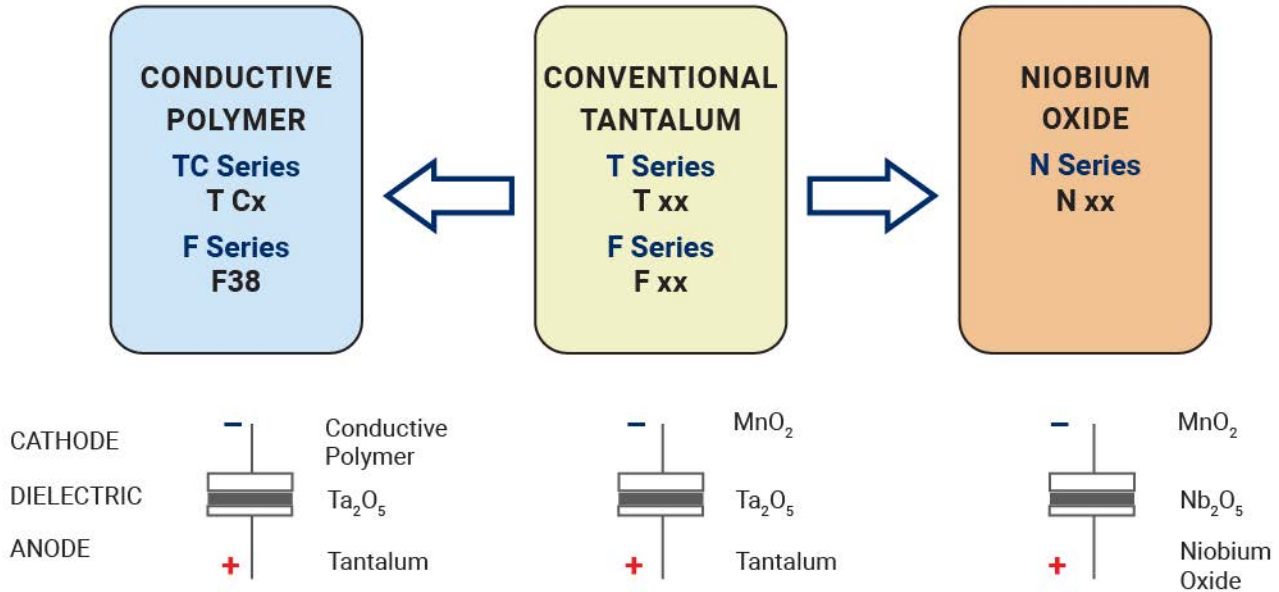 CONDUCTIVE
POLYMER
TC Series
T Cx
F Series
F38
CONVENTIONAL
TANTALUM
T Series
T xx
F Series
F xx
NIOBIUM
OXIDE
N Series
N xx
CATHODE
DIELECTRIC
ANODE
−
Conductive
Polymer
Ta₂O₅
+
Tantalum
−
MnO₂
Ta₂O₅
+
Tantalum
−
MnO₂
Nb₂O₅
+
Niobium
Oxide